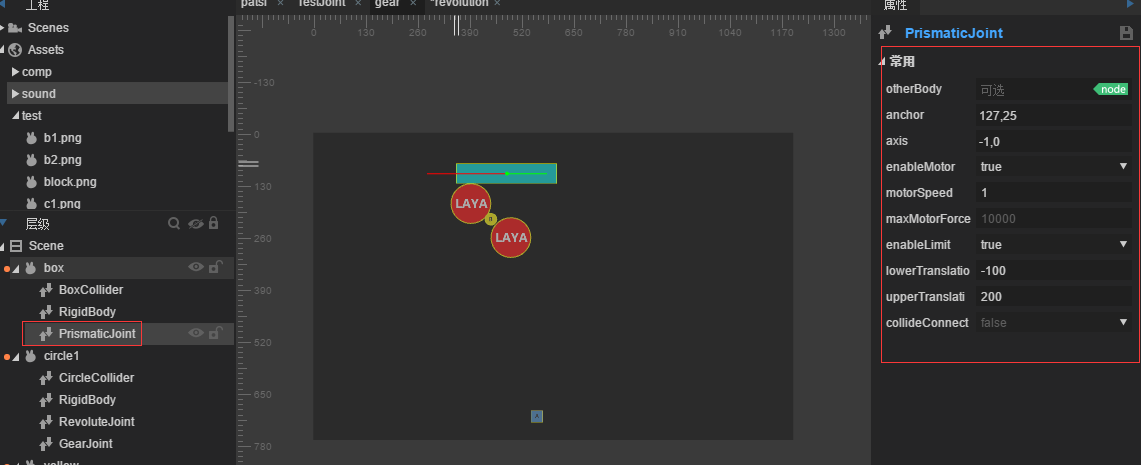 工程
Scenes
Assets
comp
sound
test
b1.png
b2.png
block.png
c1.png
层级
Scene
box
BoxCollider
RigidBody
PrismaticJoint
circle1
CircleCollider
RigidBody
RevoluteJoint
GearJoint
yellow
patsi TestJoint gear *revolution
0 130 260 390 520 650 780 910 1040 1170 1300
-130
0
130
260
390
520
650
780
LAYA
LAYA
属性
PrismaticJoint
常用
otherBody 可选 node
anchor 127,25
axis -1,0
enableMotor true
motorSpeed 1
maxMotorForce 10000
enableLimit true
lowerTranslatio -100
upperTranslati 200
collideConnect false